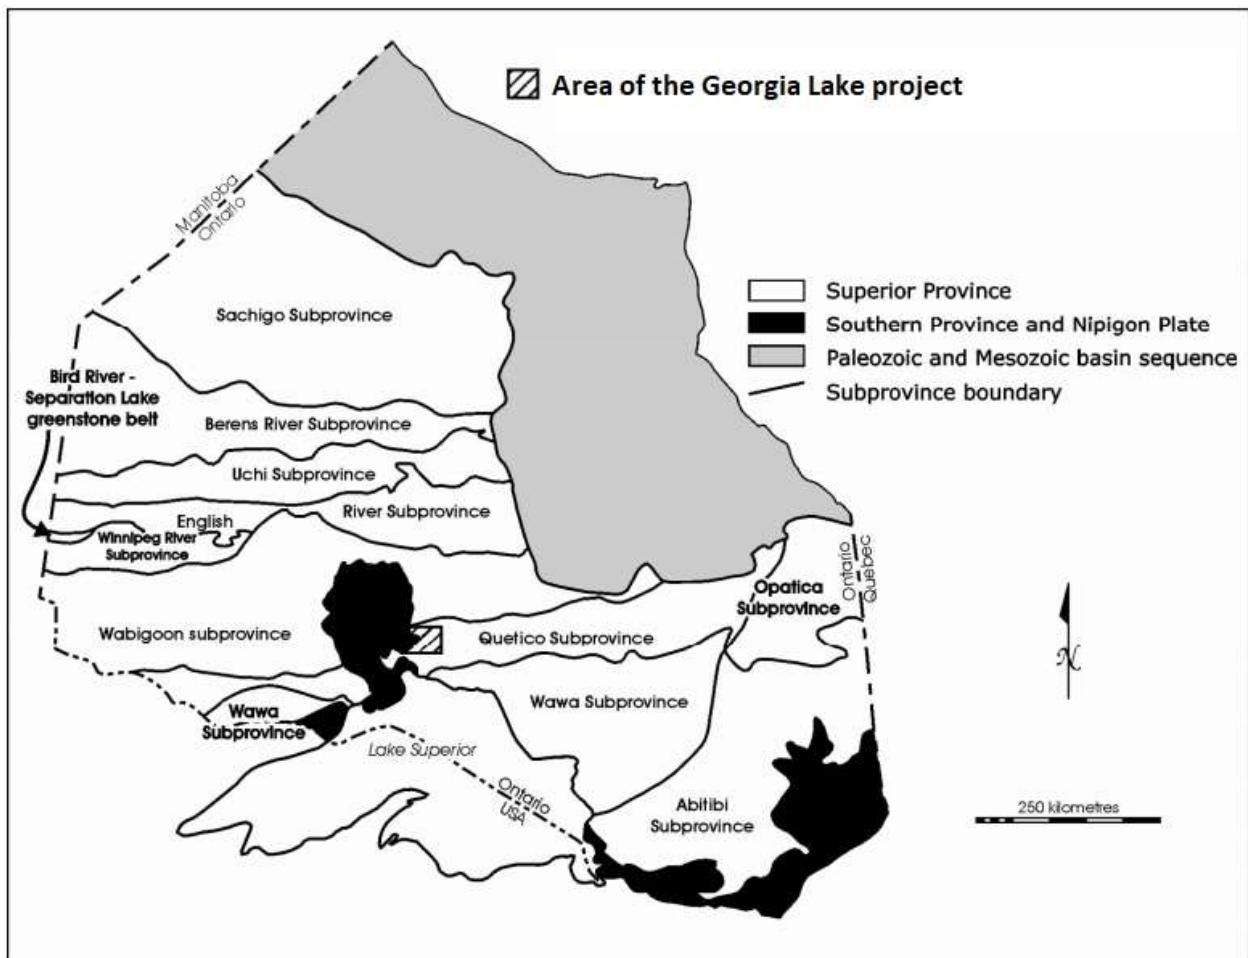 Area of the Georgia Lake project
Manitoba
Ontario
Superior Province
Southern Province and Nipigon Plate
Paleozoic and Mesozoic basin sequence
Subprovince boundary
Sachigo Subprovince
Bird River -
Separation Lake
greenstone belt
Berens River Subprovince
Uchi Subprovince
English
River Subprovince
Winnipeg River
Subprovince
Ontario
Quebec
Opatica
Subprovince
Wabigoon subprovince
Quetico Subprovince
N
Wawa
Subprovince
Wawa Subprovince
Lake Superior
Ontario
USA
Abitibi
Subprovince
250 kilometres